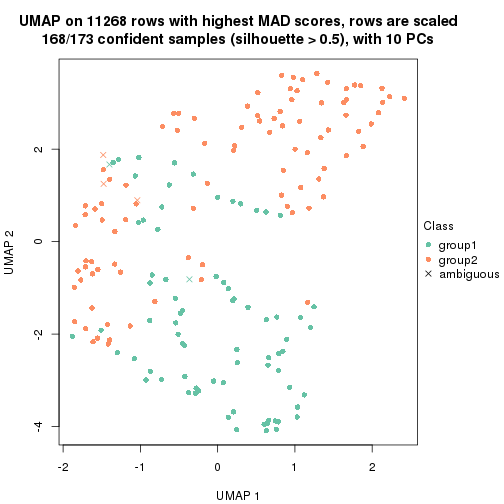 UMAP on 11268 rows with highest MAD scores, rows are scaled
168/173 confident samples (silhouette > 0.5), with 10 PCs
Class
group1
group2
ambiguous
2
0
-2
-4
UMAP 2
-2
-1
0
1
2
UMAP 1